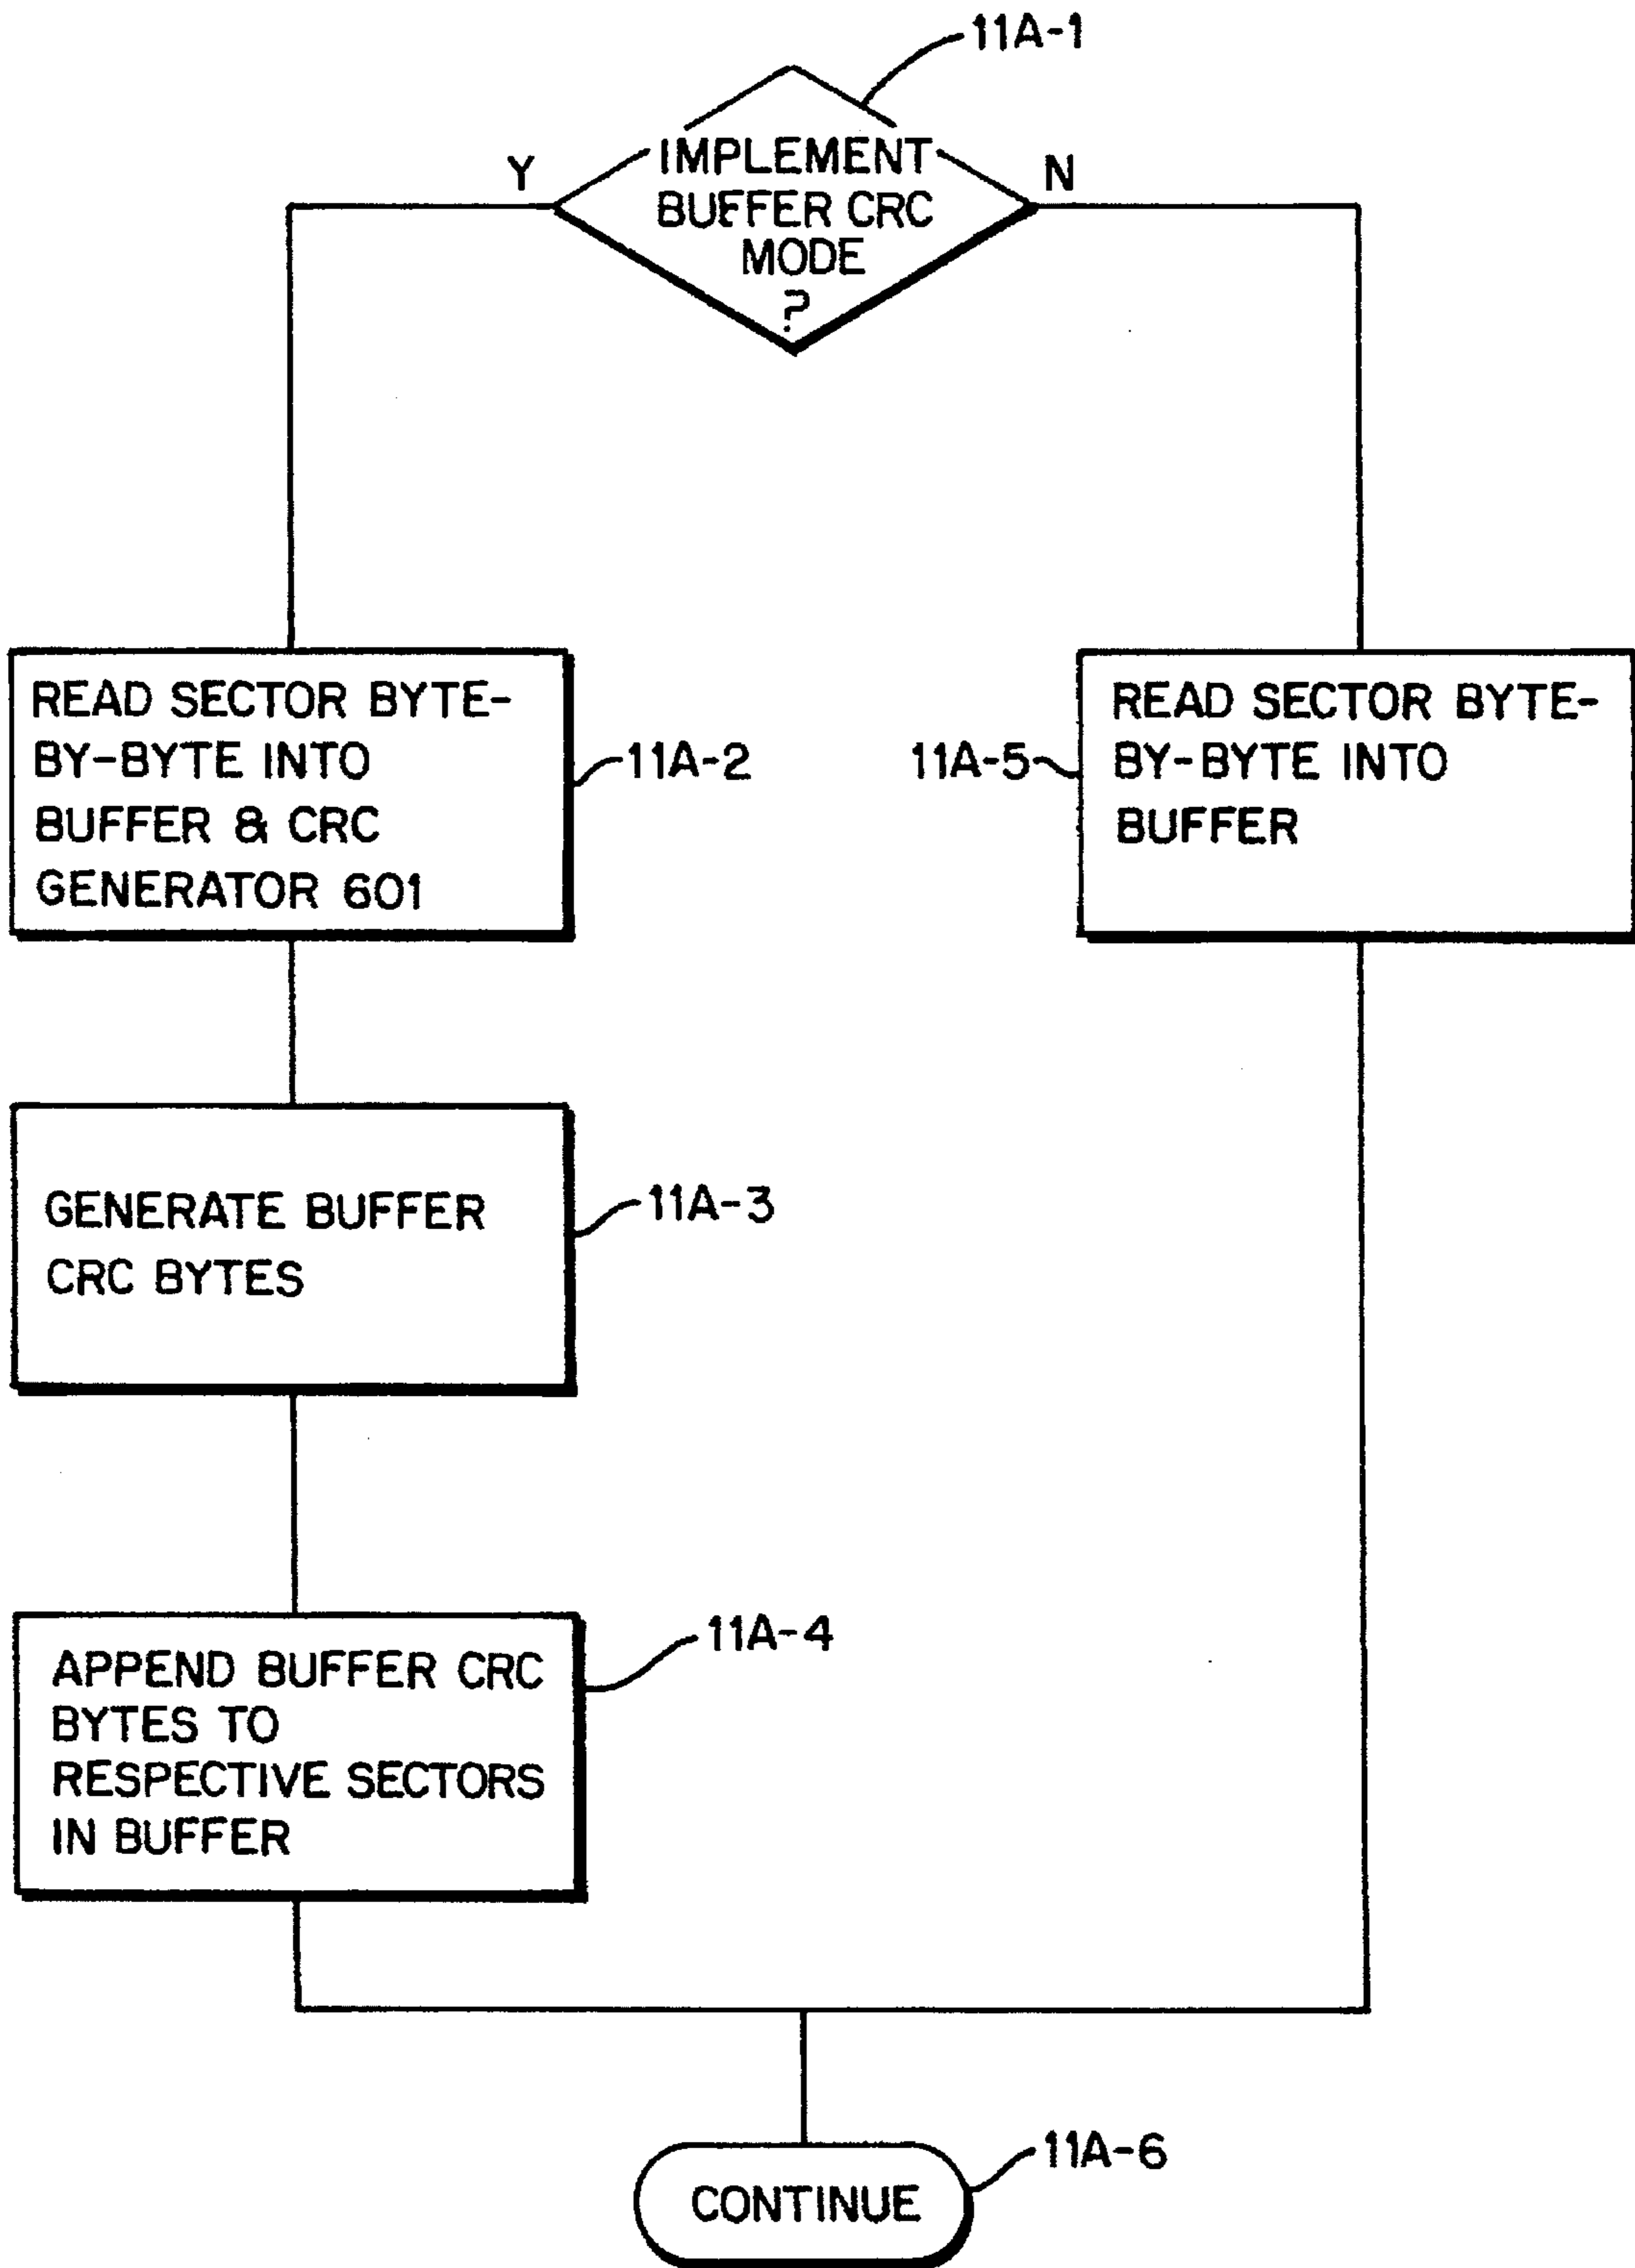 11A-1
IMPLEMENT
BUFFER CRC
MODE
?
Y
N
READ SECTOR BYTE-
BY-BYTE INTO
BUFFER & CRC
GENERATOR 601
11A-2
11A-5
READ SECTOR BYTE-
BY-BYTE INTO
BUFFER
GENERATE BUFFER
CRC BYTES
11A-3
APPEND BUFFER CRC
BYTES TO
RESPECTIVE SECTORS
IN BUFFER
11A-4
CONTINUE
11A-6